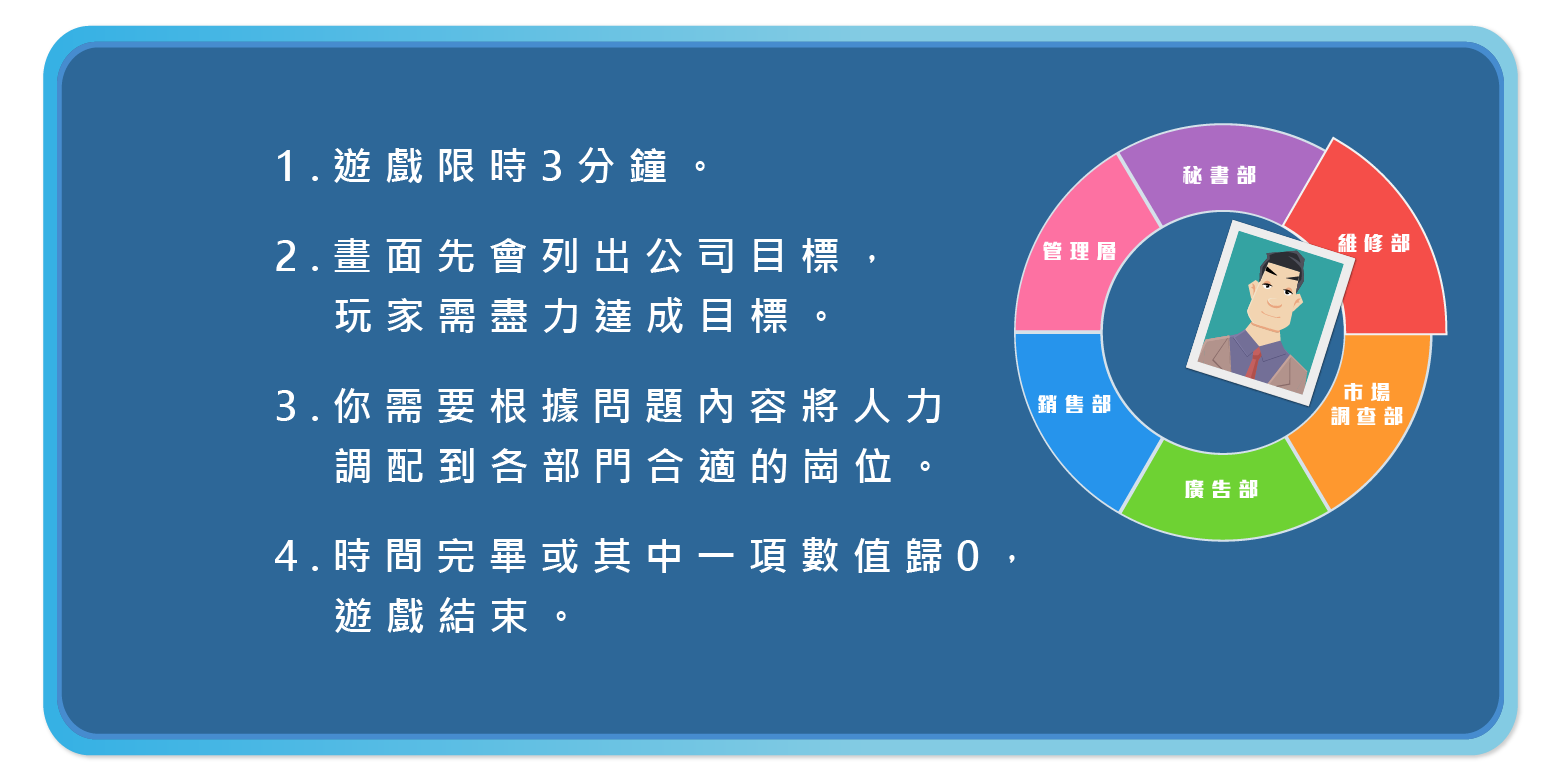 1.遊戲限時3分鐘。
2.畫面先會列出公司目標，
玩家需盡力達成目標。
3.你需要根據問題內容將人力
調配到各部門合適的崗位。
4.時間完畢或其中一項數值歸0，
遊戲結束。
秘書部
維修部
管理層
銷售部
市場
調查部
廣告部